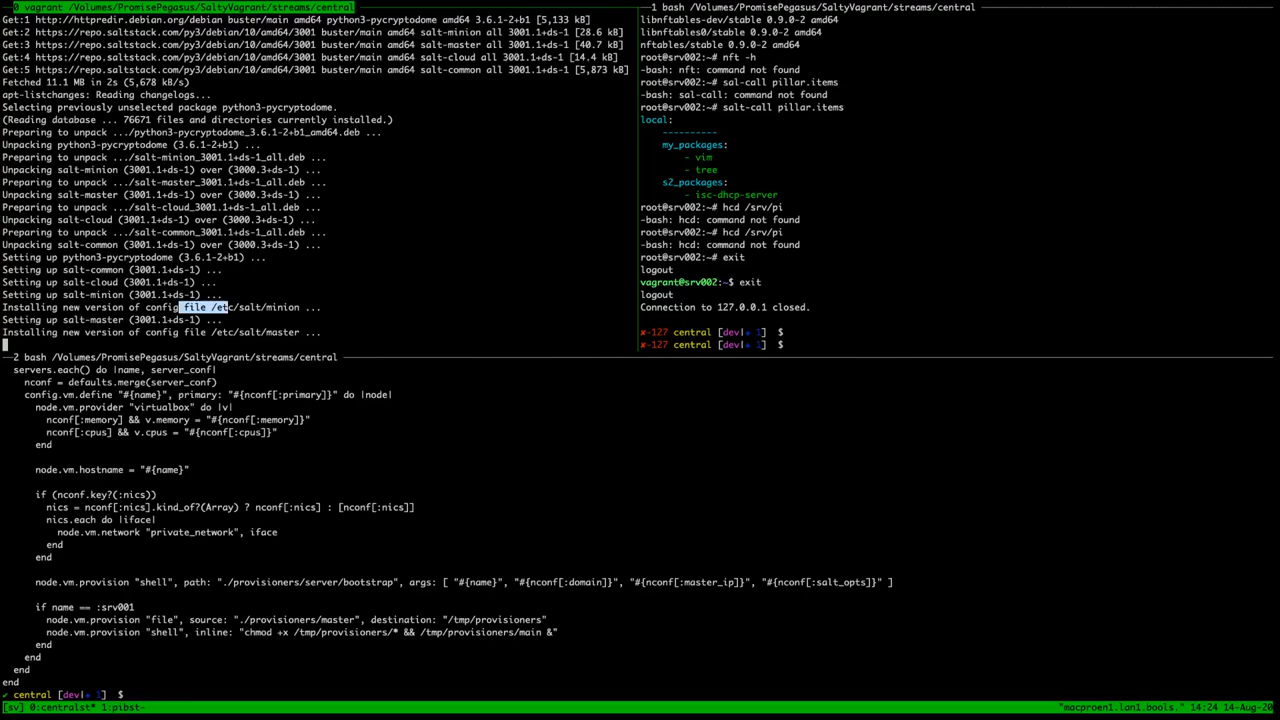 0 vagrant /Volumes/PromisePegasus/SaltyVagrant/streams/central
Get:1 http://httpredir.debian.org/debian buster/main amd64 python3-pycryptodome amd64 3.6.1-2+b1 [5,133 kB]
Get:2 https://repo.saltstack.com/py3/debian/10/amd64/3001 buster/main amd64 salt-minion all 3001.1+ds-1 [28.6 kB]
Get:3 https://repo.saltstack.com/py3/debian/10/amd64/3001 buster/main amd64 salt-master all 3001.1+ds-1 [40.7 kB]
Get:4 https://repo.saltstack.com/py3/debian/10/amd64/3001 buster/main amd64 salt-cloud all 3001.1+ds-1 [14.4 kB]
Get:5 https://repo.saltstack.com/py3/debian/10/amd64/3001 buster/main amd64 salt-common all 3001.1+ds-1 [5,873 kB]
Fetched 11.1 MB in 2s (5,678 kB/s)
apt-listchanges: Reading changelogs...
Selecting previously unselected package python3-pycryptodome.
(Reading database ... 76671 files and directories currently installed.)
Preparing to unpack .../python3-pycryptodome_3.6.1-2+b1_amd64.deb ...
Unpacking python3-pycryptodome (3.6.1-2+b1) ...
Preparing to unpack .../salt-minion_3001.1+ds-1_all.deb ...
Unpacking salt-minion (3001.1+ds-1) over (3000.3+ds-1) ...
Preparing to unpack .../salt-master_3001.1+ds-1_all.deb ...
Unpacking salt-master (3001.1+ds-1) over (3000.3+ds-1) ...
Preparing to unpack .../salt-cloud_3001.1+ds-1_all.deb ...
Unpacking salt-cloud (3001.1+ds-1) over (3000.3+ds-1) ...
Preparing to unpack .../salt-common_3001.1+ds-1_all.deb ...
Unpacking salt-common (3001.1+ds-1) over (3000.3+ds-1) ...
Setting up python3-pycryptodome (3.6.1-2+b1) ...
Setting up salt-common (3001.1+ds-1) ...
Setting up salt-cloud (3001.1+ds-1) ...
Setting up salt-minion (3001.1+ds-1) ...
Installing new version of config file /etc/salt/minion ...
Setting up salt-master (3001.1+ds-1) ...
Installing new version of config file /etc/salt/master ...
1 bash /Volumes/PromisePegasus/SaltyVagrant/streams/central
libnftables-dev/stable 0.9.0-2 amd64
libnftables0/stable 0.9.0-2 amd64
nftables/stable 0.9.0-2 amd64
root@srv002:~# nft -h
-bash: nft: command not found
root@srv002:~# sal-call pillar.items
-bash: sal-call: command not found
root@srv002:~# salt-call pillar.items
local:
----------
my_packages:
- vim
- tree
s2_packages:
- isc-dhcp-server
root@srv002:~# hcd /srv/pi
-bash: hcd: command not found
root@srv002:~# hcd /srv/pi
-bash: hcd: command not found
root@srv002:~# exit
logout
vagrant@srv002:~$ exit
logout
Connection to 127.0.0.1 closed.
✘-127 central [dev|✚ 1] $
✘-127 central [dev|✚ 1] $
2 bash /Volumes/PromisePegasus/SaltyVagrant/streams/central
servers.each() do |name, server_conf|
nconf = defaults.merge(server_conf)
config.vm.define "#{name}", primary: "#{nconf[:primary]}" do |node|
node.vm.provider "virtualbox" do |v|
nconf[:memory] && v.memory = "#{nconf[:memory]}"
nconf[:cpus] && v.cpus = "#{nconf[:cpus]}"
end
node.vm.hostname = "#{name}"
if (nconf.key?(:nics))
nics = nconf[:nics].kind_of?(Array) ? nconf[:nics] : [nconf[:nics]]
nics.each do |iface|
node.vm.network "private_network", iface
end
end
node.vm.provision "shell", path: "./provisioners/server/bootstrap", args: [ "#{name}", "#{nconf[:domain]}", "#{nconf[:master_ip]}", "#{nconf[:salt_opts]}" ]
if name == :srv001
node.vm.provision "file", source: "./provisioners/master", destination: "/tmp/provisioners"
node.vm.provision "shell", inline: "chmod +x /tmp/provisioners/* && /tmp/provisioners/main &"
end
end
end
end
✔ central [dev|✚ 1] $
[sv] 0:centralst* 1:pibst- "macproen1.lan1.bools." 14:24 14-Aug-20